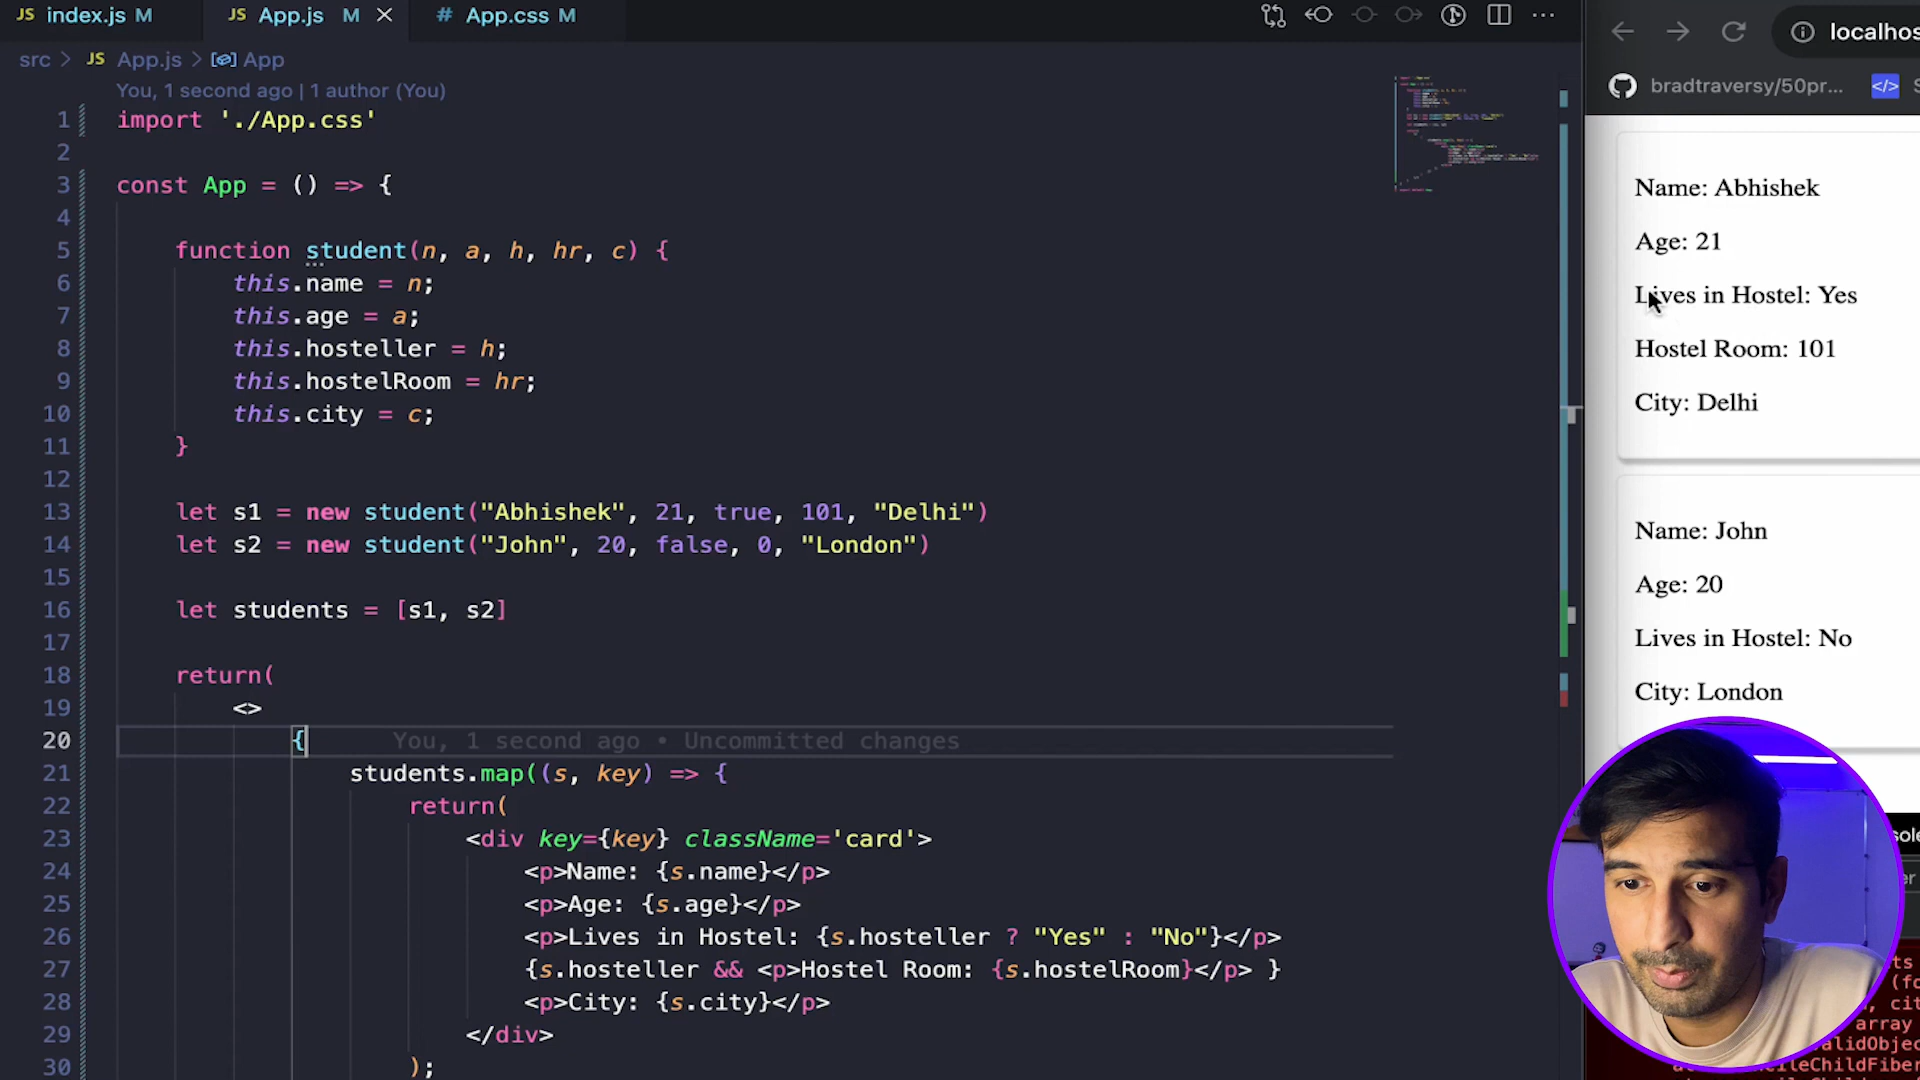 JS index.js M JS App.js M # App.css M
src > JS App.js > App
You, 1 second ago | 1 author (You)
1 import './App.css'
2
3 const App = () => {
4
5 function student(n, a, h, hr, c) {
6 this.name = n;
7 this.age = a;
8 this.hosteller = h;
9 this.hostelRoom = hr;
10 this.city = c;
11 }
12
13 let s1 = new student("Abhishek", 21, true, 101, "Delhi")
14 let s2 = new student("John", 20, false, 0, "London")
15
16 let students = [s1, s2]
17
18 return(
19 <>
20 { You, 1 second ago • Uncommitted changes
21 students.map((s, key) => {
22 return(
23 <div key={key} className='card'>
24 <p>Name: {s.name}</p>
25 <p>Age: {s.age}</p>
26 <p>Lives in Hostel: {s.hosteller ? "Yes" : "No"}</p>
27 {s.hosteller && <p>Hostel Room: {s.hostelRoom}</p> }
28 <p>City: {s.city}</p>
29 </div>
30 );
localhos
bradtraversy/50pr... </> S
Name: Abhishek
Age: 21
Lives in Hostel: Yes
Hostel Room: 101
City: Delhi
Name: John
Age: 20
Lives in Hostel: No
City: London